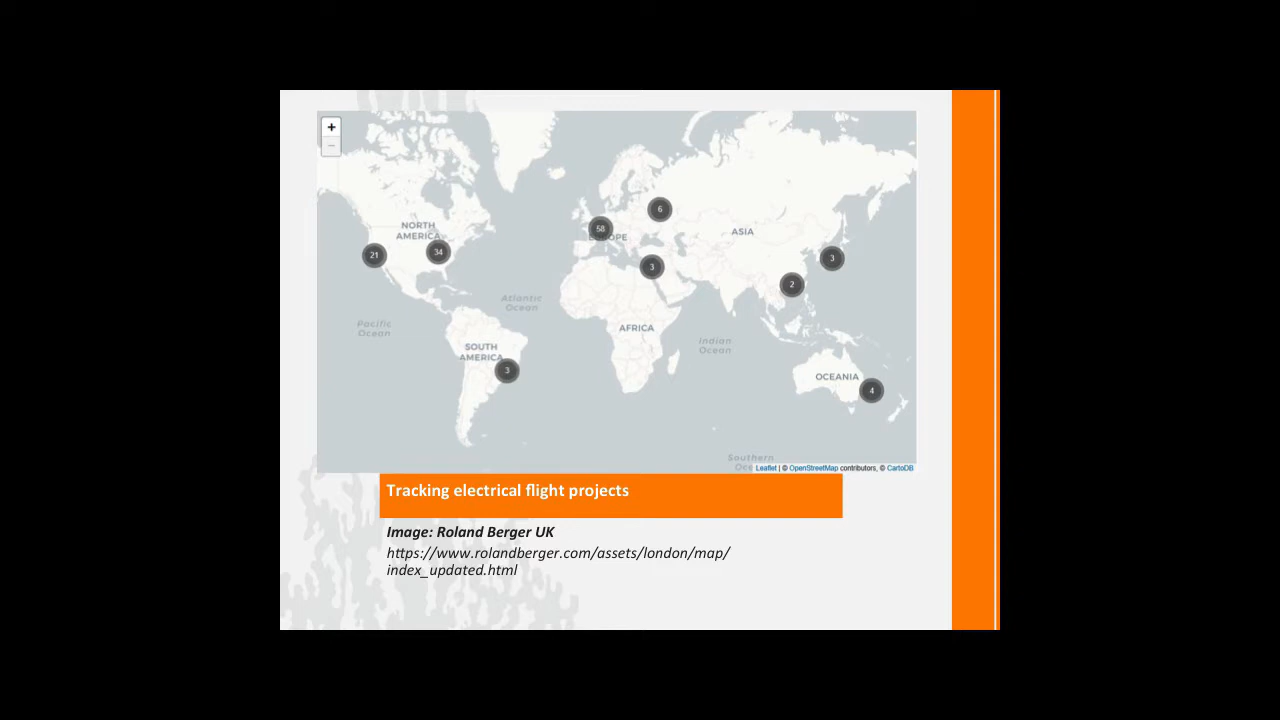 +
−
6
58
NORTH
AMERICA
EUROPE
ASIA
21
34
3
3
2
Atlantic
Ocean
Pacific
Ocean
AFRICA
Indian
Ocean
SOUTH
AMERICA
3
OCEANIA
4
Southern
Leaflet | © OpenStreetMap contributors, © CartoDB
Tracking electrical flight projects
Image: Roland Berger UK
https://www.rolandberger.com/assets/london/map/
index_updated.html